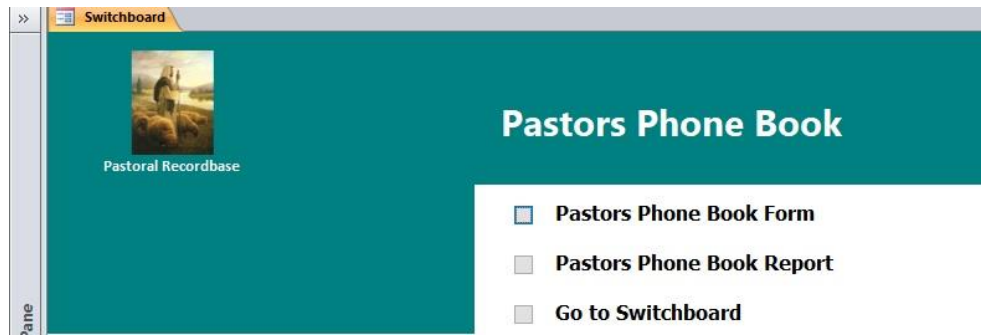 »
Switchboard
Pastoral Recordbase
Pastors Phone Book
Pastors Phone Book Form
Pastors Phone Book Report
Go to Switchboard
Pane